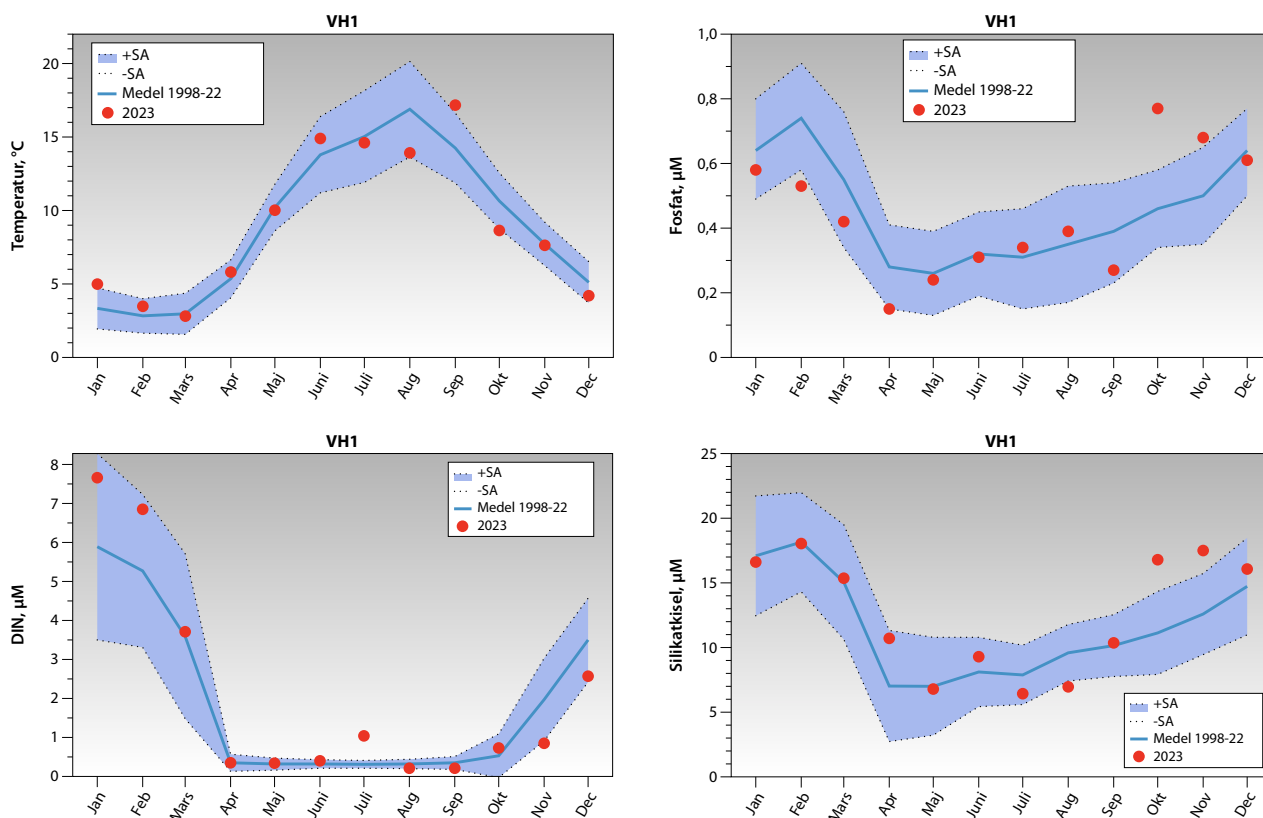 VH1
Temperatur, °C
20
15
10
5
0
+SA
-SA
Medel 1998-22
2023
Jan
Feb
Mars
Apr
Maj
Juni
Juli
Aug
Sep
Okt
Nov
Dec
VH1
Fosfat, µM
1,0
0,8
0,6
0,4
0,2
0
+SA
-SA
Medel 1998-22
2023
Jan
Feb
Mars
Apr
Maj
Juni
Juli
Aug
Sep
Okt
Nov
Dec
VH1
DIN, µM
8
7
6
5
4
3
2
1
0
+SA
-SA
Medel 1998-22
2023
Jan
Feb
Mars
Apr
Maj
Juni
Juli
Aug
Sep
Okt
Nov
Dec
VH1
Silikatkisel, µM
25
20
15
10
5
0
+SA
-SA
Medel 1998-22
2023
Jan
Feb
Mars
Apr
Maj
Juni
Juli
Aug
Sep
Okt
Nov
Dec